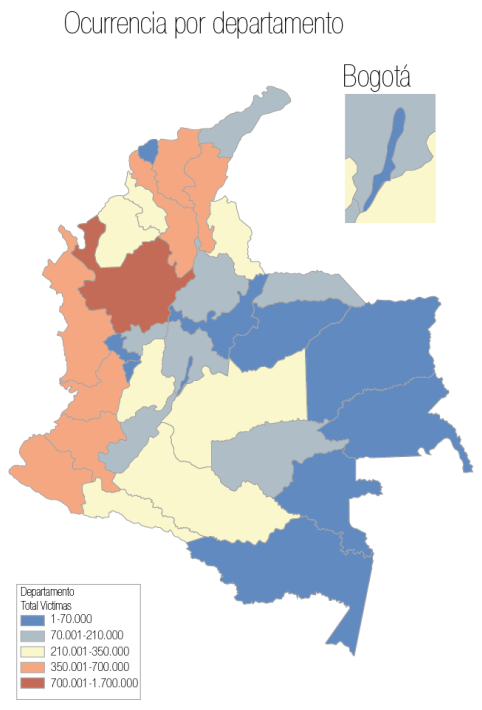 Ocurrencia por departamento
Bogotá
Departamento
Total Victimas
1-70.000
70.001-210.000
210.001-350.000
350.001-700.000
700.001-1.700.000